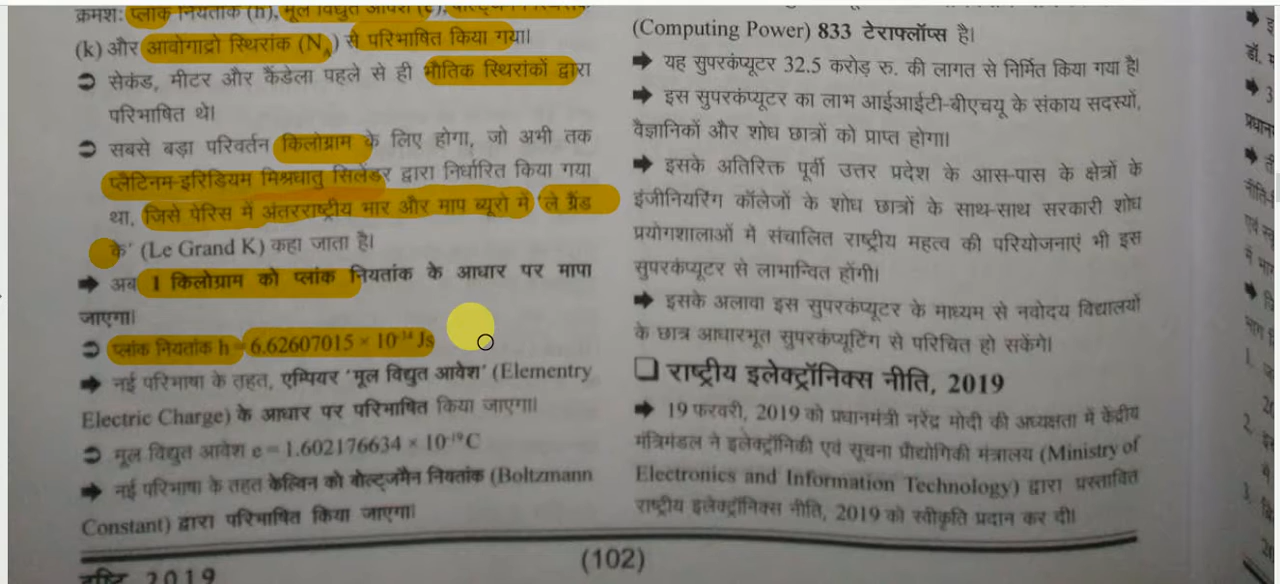 क्रमशः प्लांक नियतांक (h), मूल विद्युत आवेश (e),
(k) और आवोगाद्रो स्थिरांक (NA) से परिभाषित किया गया।
➲ सेकंड, मीटर और कैंडेला पहले से ही भौतिक स्थिरांकों द्वारा
परिभाषित थे।
➲ सबसे बड़ा परिवर्तन किलोग्राम के लिए होगा, जो अभी तक
प्लैटिनम-इरिडियम मिश्रधातु सिलेंडर द्वारा निर्धारित किया गया
था, जिसे पेरिस में अंतरराष्ट्रीय भार और माप ब्यूरो में 'ले ग्रैंड
के' (Le Grand K) कहा जाता है।
➡ अब 1 किलोग्राम को प्लांक नियतांक के आधार पर मापा
जाएगा।
➲ प्लांक नियतांक h = 6.62607015 × 10⁻³⁴ Js
➡ नई परिभाषा के तहत, एम्पियर 'मूल विद्युत आवेश' (Elementry
Electric Charge) के आधार पर परिभाषित किया जाएगा।
➲ मूल विद्युत आवेश e = 1.602176634 × 10⁻¹⁹C
➡ नई परिभाषा के तहत केल्विन को बोल्ट्जमैन नियतांक (Boltzmann
Constant) द्वारा परिभाषित किया जाएगा।
(Computing Power) 833 टेराफ्लॉप्स है।
➡ यह सुपरकंप्यूटर 32.5 करोड़ रु. की लागत से निर्मित किया गया है।
➡ इस सुपरकंप्यूटर का लाभ आईआईटी-बीएचयू के संकाय सदस्यों,
वैज्ञानिकों और शोध छात्रों को प्राप्त होगा।
➡ इसके अतिरिक्त पूर्वी उत्तर प्रदेश के आस-पास के क्षेत्रों के
इंजीनियरिंग कॉलेजों के शोध छात्रों के साथ-साथ सरकारी शोध
प्रयोगशालाओं में संचालित राष्ट्रीय महत्व की परियोजनाएं भी इस
सुपरकंप्यूटर से लाभान्वित होंगी।
➡ इसके अलावा इस सुपरकंप्यूटर के माध्यम से नवोदय विद्यालयों
के छात्र आधारभूत सुपरकंप्यूटिंग से परिचित हो सकेंगे।
❑ राष्ट्रीय इलेक्ट्रॉनिक्स नीति, 2019
➡ 19 फरवरी, 2019 को प्रधानमंत्री नरेंद्र मोदी की अध्यक्षता में केंद्रीय
मंत्रिमंडल ने इलेक्ट्रॉनिकी एवं सूचना प्रौद्योगिकी मंत्रालय (Ministry of
Electronics and Information Technology) द्वारा प्रस्तावित
राष्ट्रीय इलेक्ट्रॉनिक्स नीति, 2019 को स्वीकृति प्रदान कर दी।
(102)
2019